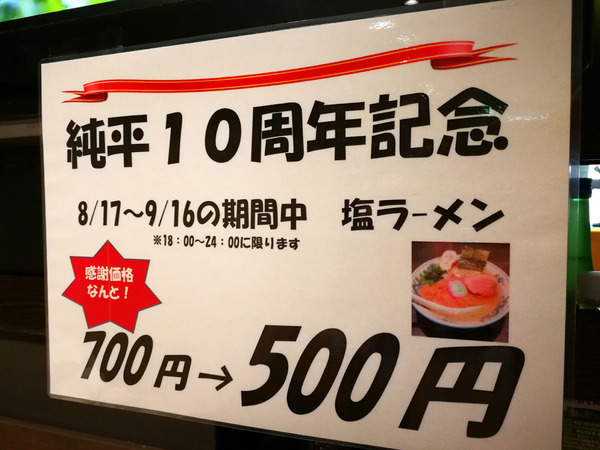 純平１０周年記念
8/17～9/16の期間中　塩ラーメン
※18：00～24：00に限ります
感謝価格
なんと！
700円→500円